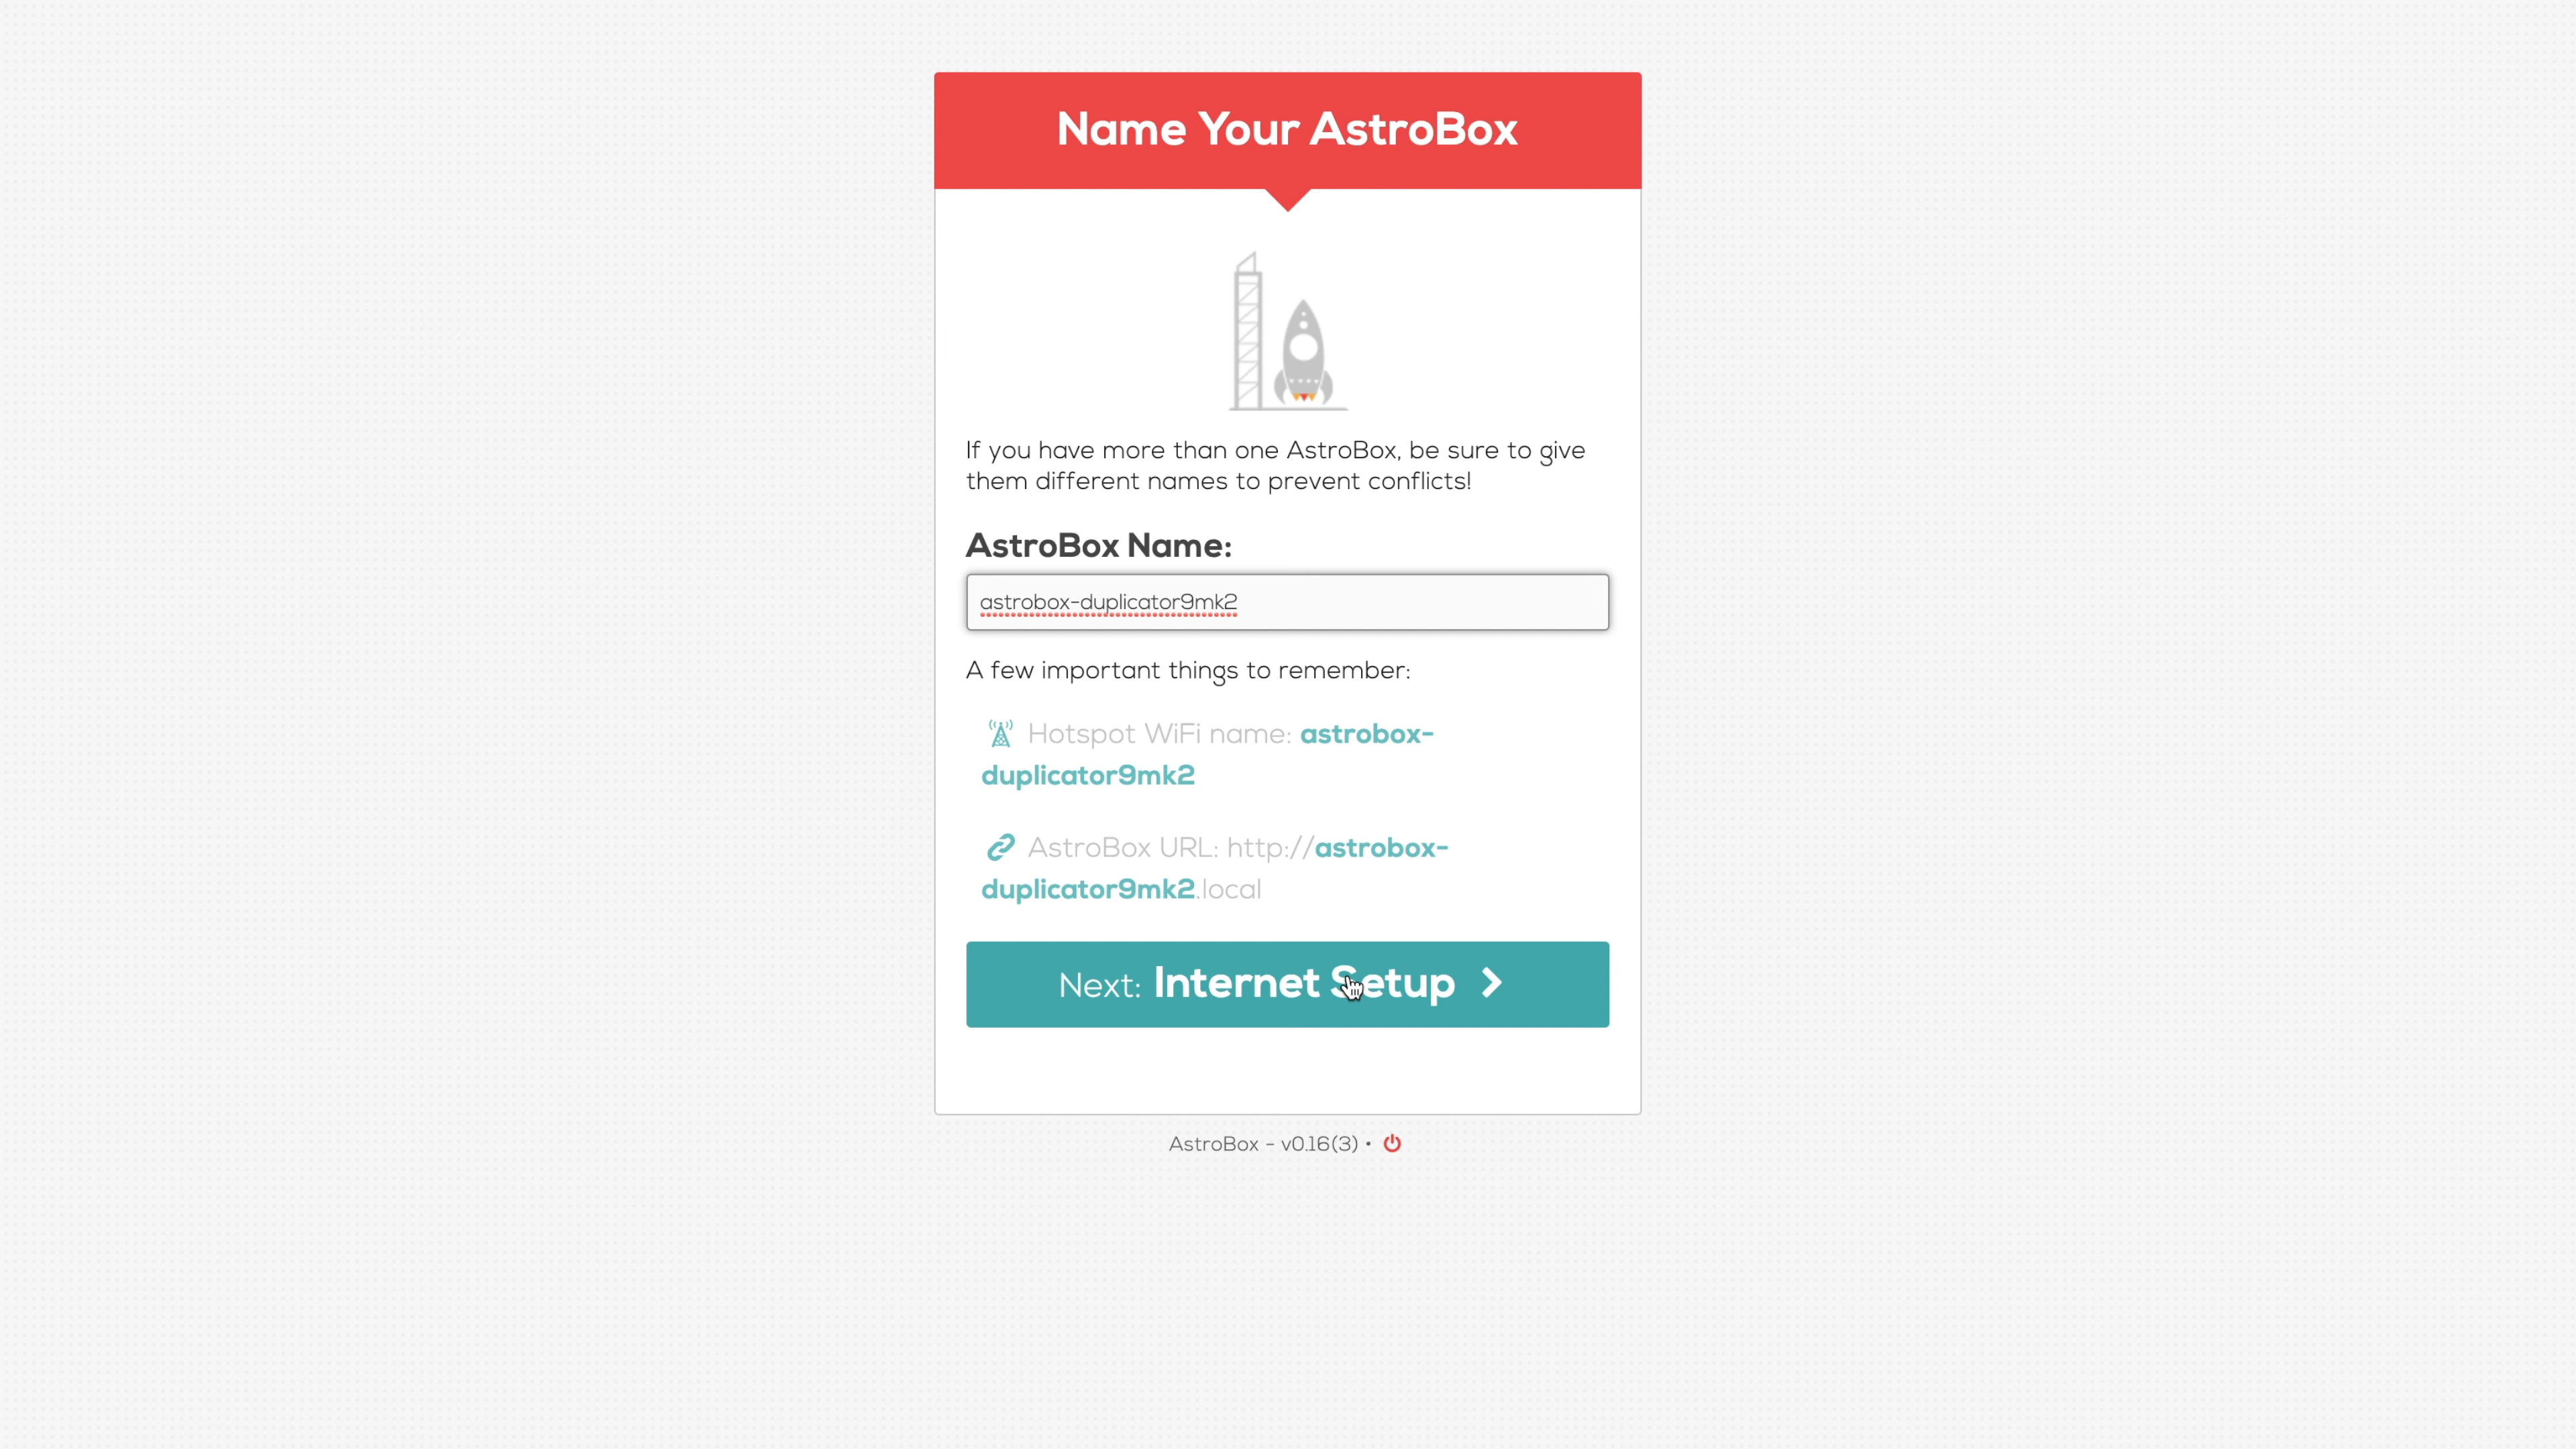 Name Your AstroBox
If you have more than one AstroBox, be sure to give
them different names to prevent conflicts!
AstroBox Name:
astrobox-duplicator9mk2
A few important things to remember:
Hotspot WiFi name: astrobox-
duplicator9mk2
AstroBox URL: http://astrobox-
duplicator9mk2.local
Next: Internet Setup
AstroBox - v0.16(3) •